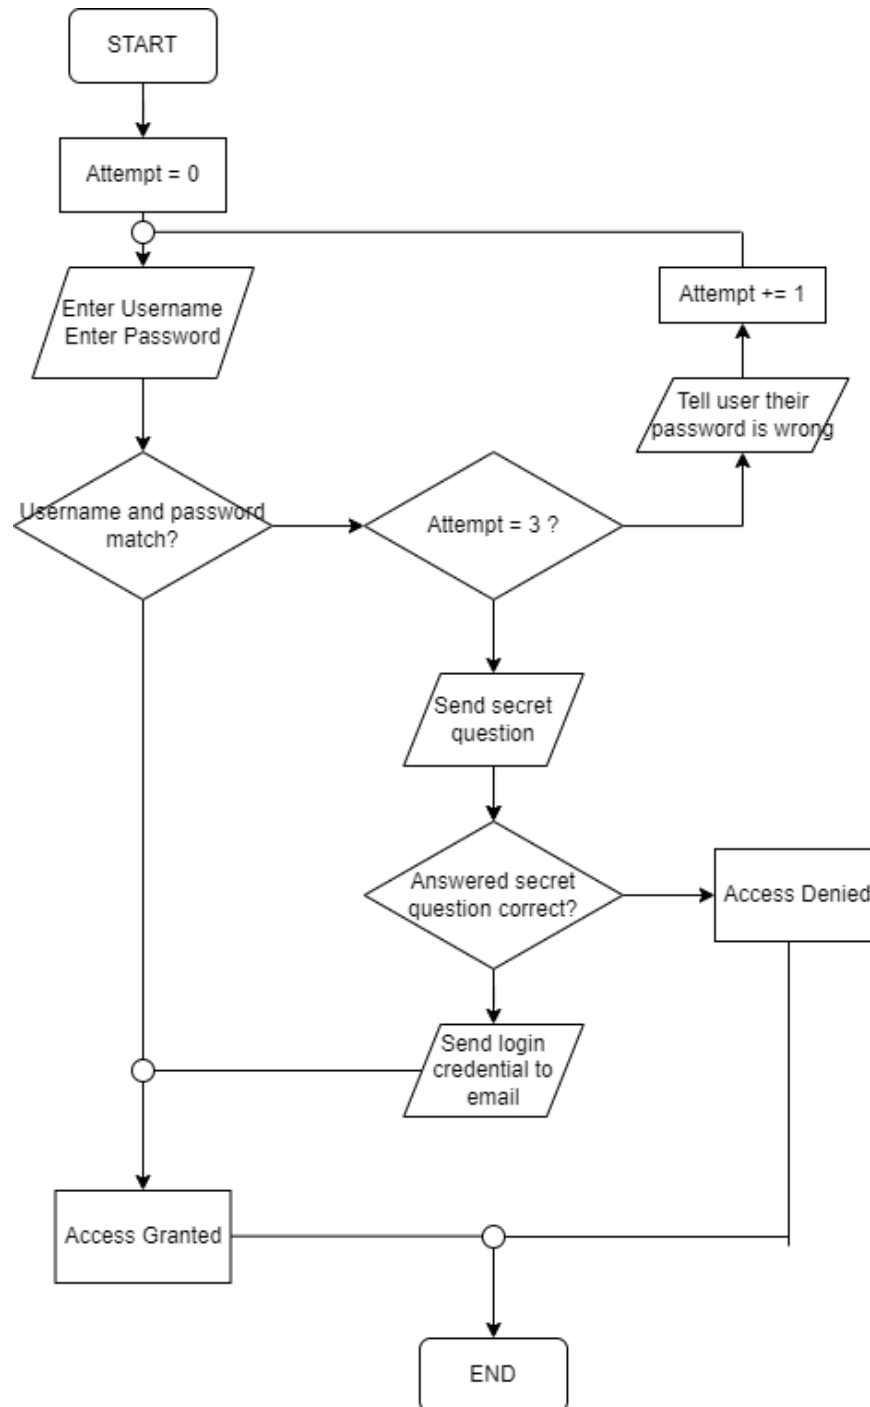 START
Attempt = 0
Enter Username
Enter Password
Attempt += 1
Tell user their
password is wrong
Username and password
match?
Attempt = 3 ?
Send secret
question
Answered secret
question correct?
Access Denied
Send login
credential to
email
Access Granted
END